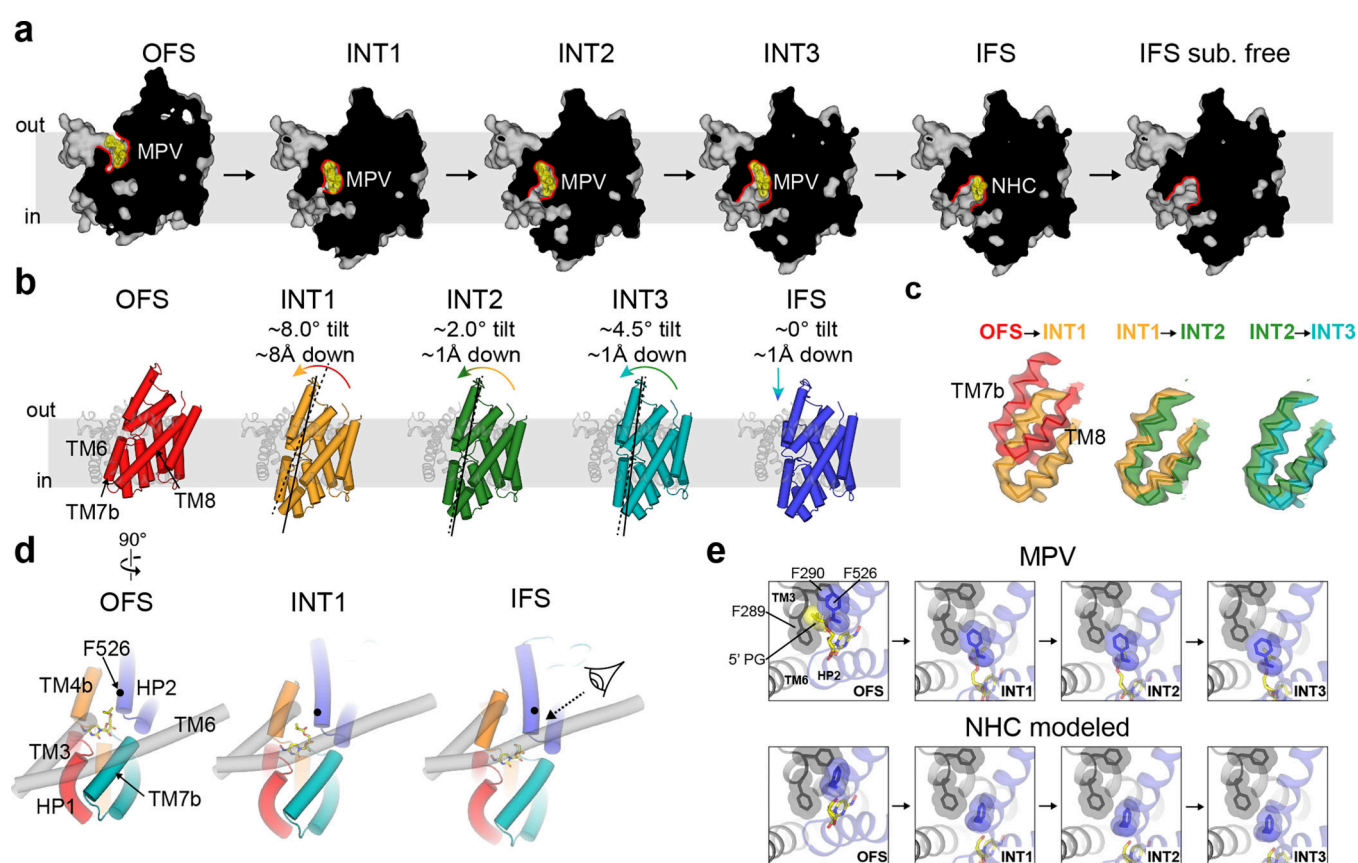 a
OFS
INT1
INT2
INT3
IFS
IFS sub. free
out
in
MPV
MPV
MPV
MPV
NHC
b
OFS
INT1
~8.0° tilt
~8Å down
INT2
~2.0° tilt
~1Å down
INT3
~4.5° tilt
~1Å down
IFS
~0° tilt
~1Å down
out
in
TM6
TM7b
TM8
c
OFS→INT1
INT1→INT2
INT2→INT3
TM7b
TM8
d
90°
OFS
INT1
IFS
F526
TM4b
HP2
TM6
TM3
HP1
TM7b
e
MPV
F290
F526
TM3
F289
5' PG
TM6
HP2
OFS
INT1
INT2
INT3
NHC modeled
OFS
INT1
INT2
INT3